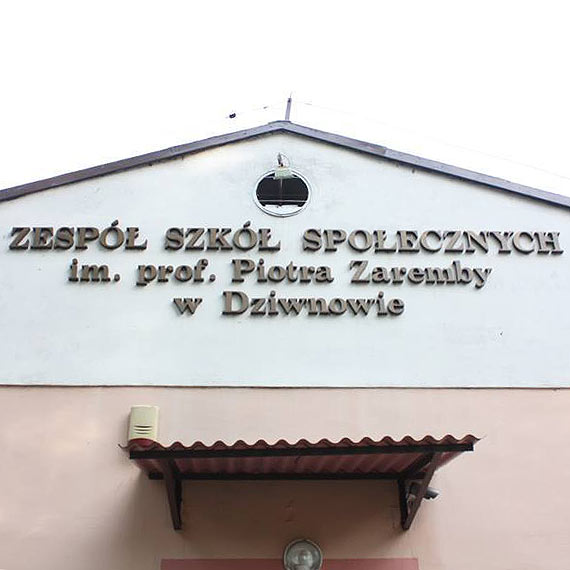 ZESPÓŁ SZKÓŁ SPOŁECZNYCH
im. prof. Piotra Zaremby
w Dziwnowie